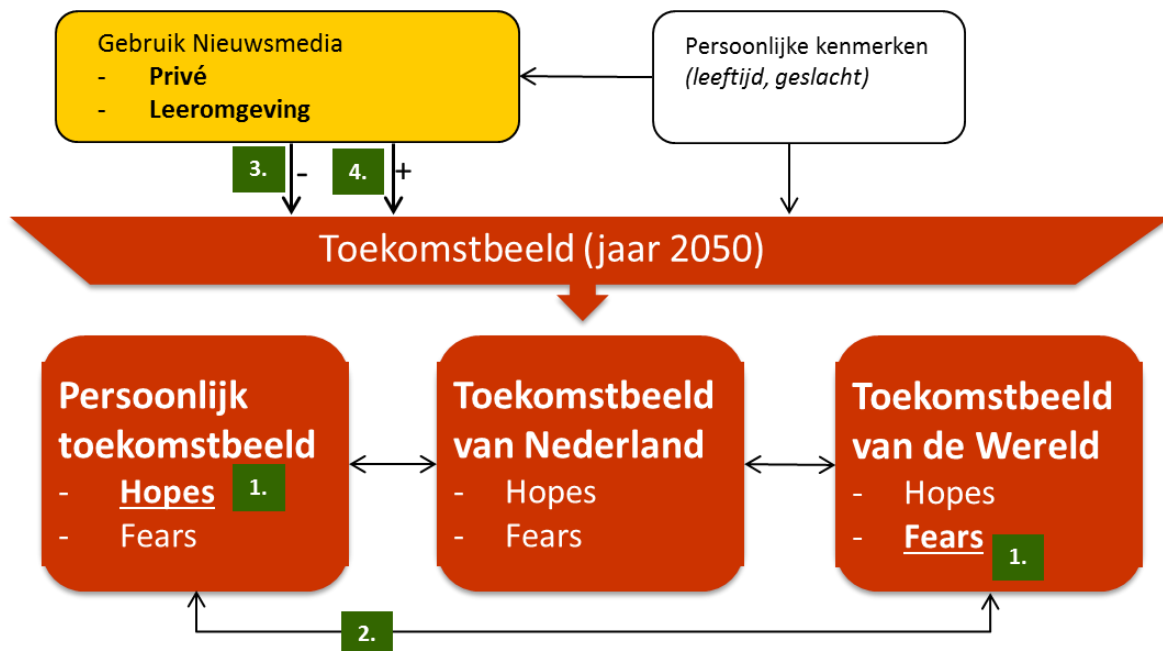 Gebruik Nieuwsmedia
- Privé
- Leeromgeving
Persoonlijke kenmerken
(leeftijd, geslacht)
3. -
4. +
Toekomstbeeld (jaar 2050)
Persoonlijk
toekomstbeeld
- Hopes 1.
- Fears
Toekomstbeeld
van Nederland
- Hopes
- Fears
Toekomstbeeld
van de Wereld
- Hopes
- Fears 1.
2.